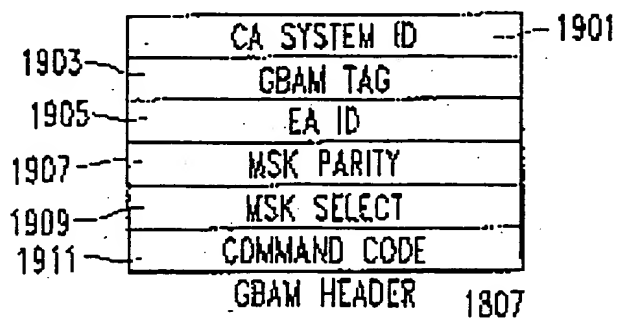 CA SYSTEM ID 1901
1903 GBAM TAG
1905 EA ID
1907 MSK PARITY
1909 MSK SELECT
1911 COMMAND CODE
GBAM HEADER 1807